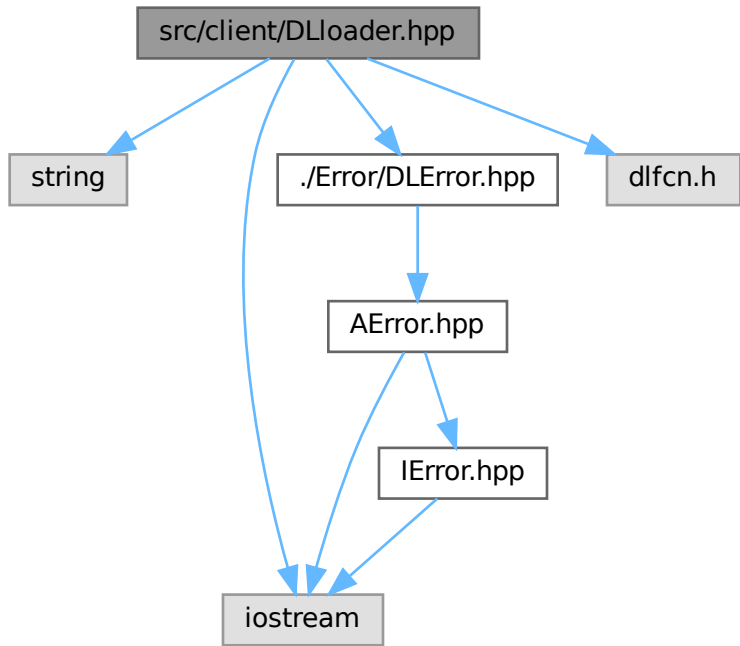 src/client/DLloader.hpp
string
./Error/DLError.hpp
dlfcn.h
AError.hpp
IError.hpp
iostream